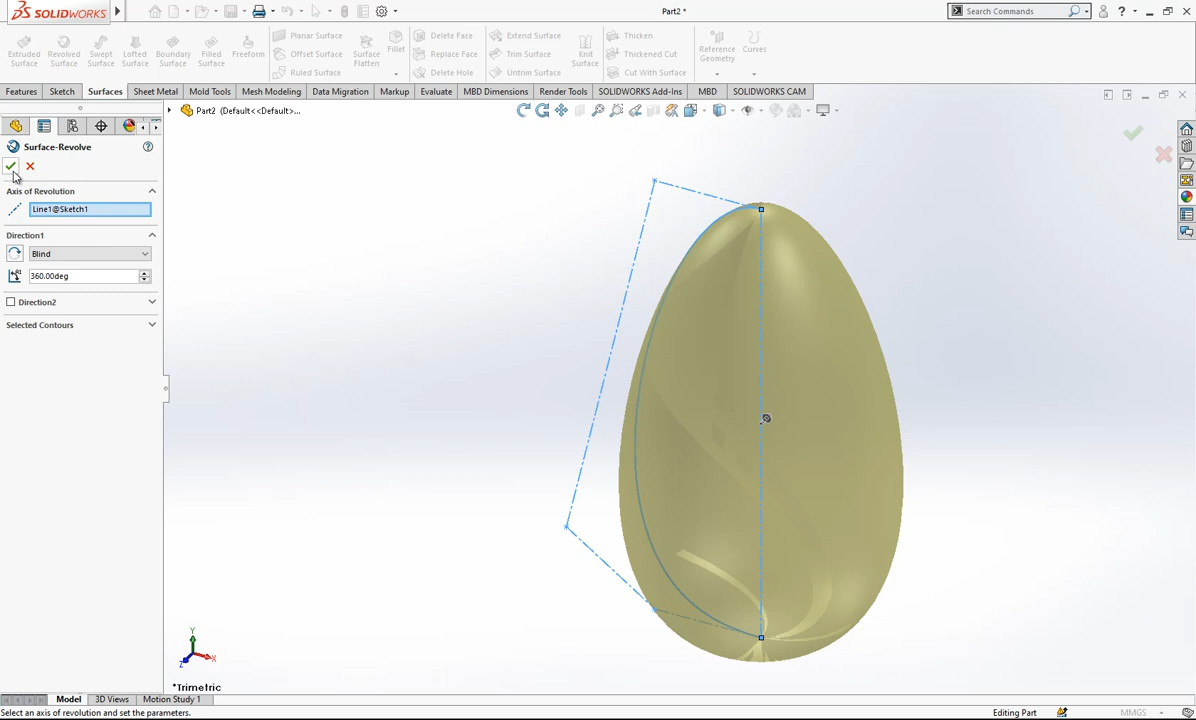 SOLIDWORKS
Part2 *
Search Commands
Extruded Surface
Revolved Surface
Swept Surface
Lofted Surface
Boundary Surface
Filled Surface
Freeform
Planar Surface
Offset Surface
Ruled Surface
Surface Flatten
Fillet
Delete Face
Replace Face
Delete Hole
Extend Surface
Trim Surface
Untrim Surface
Knit Surface
Thicken
Thickened Cut
Cut With Surface
Reference Geometry
Curves
Features Sketch Surfaces Sheet Metal Mold Tools Mesh Modeling Data Migration Markup Evaluate MBD Dimensions Render Tools SOLIDWORKS Add-Ins MBD SOLIDWORKS CAM
Part2 (Default<<Default>...
Surface-Revolve
Axis of Revolution
Line1@Sketch1
Direction1
Blind
360.00deg
Direction2
Selected Contours
Y
Z
X
*Trimetric
Model 3D Views Motion Study 1
Select an axis of revolution and set the parameters.
Editing Part
MMGS